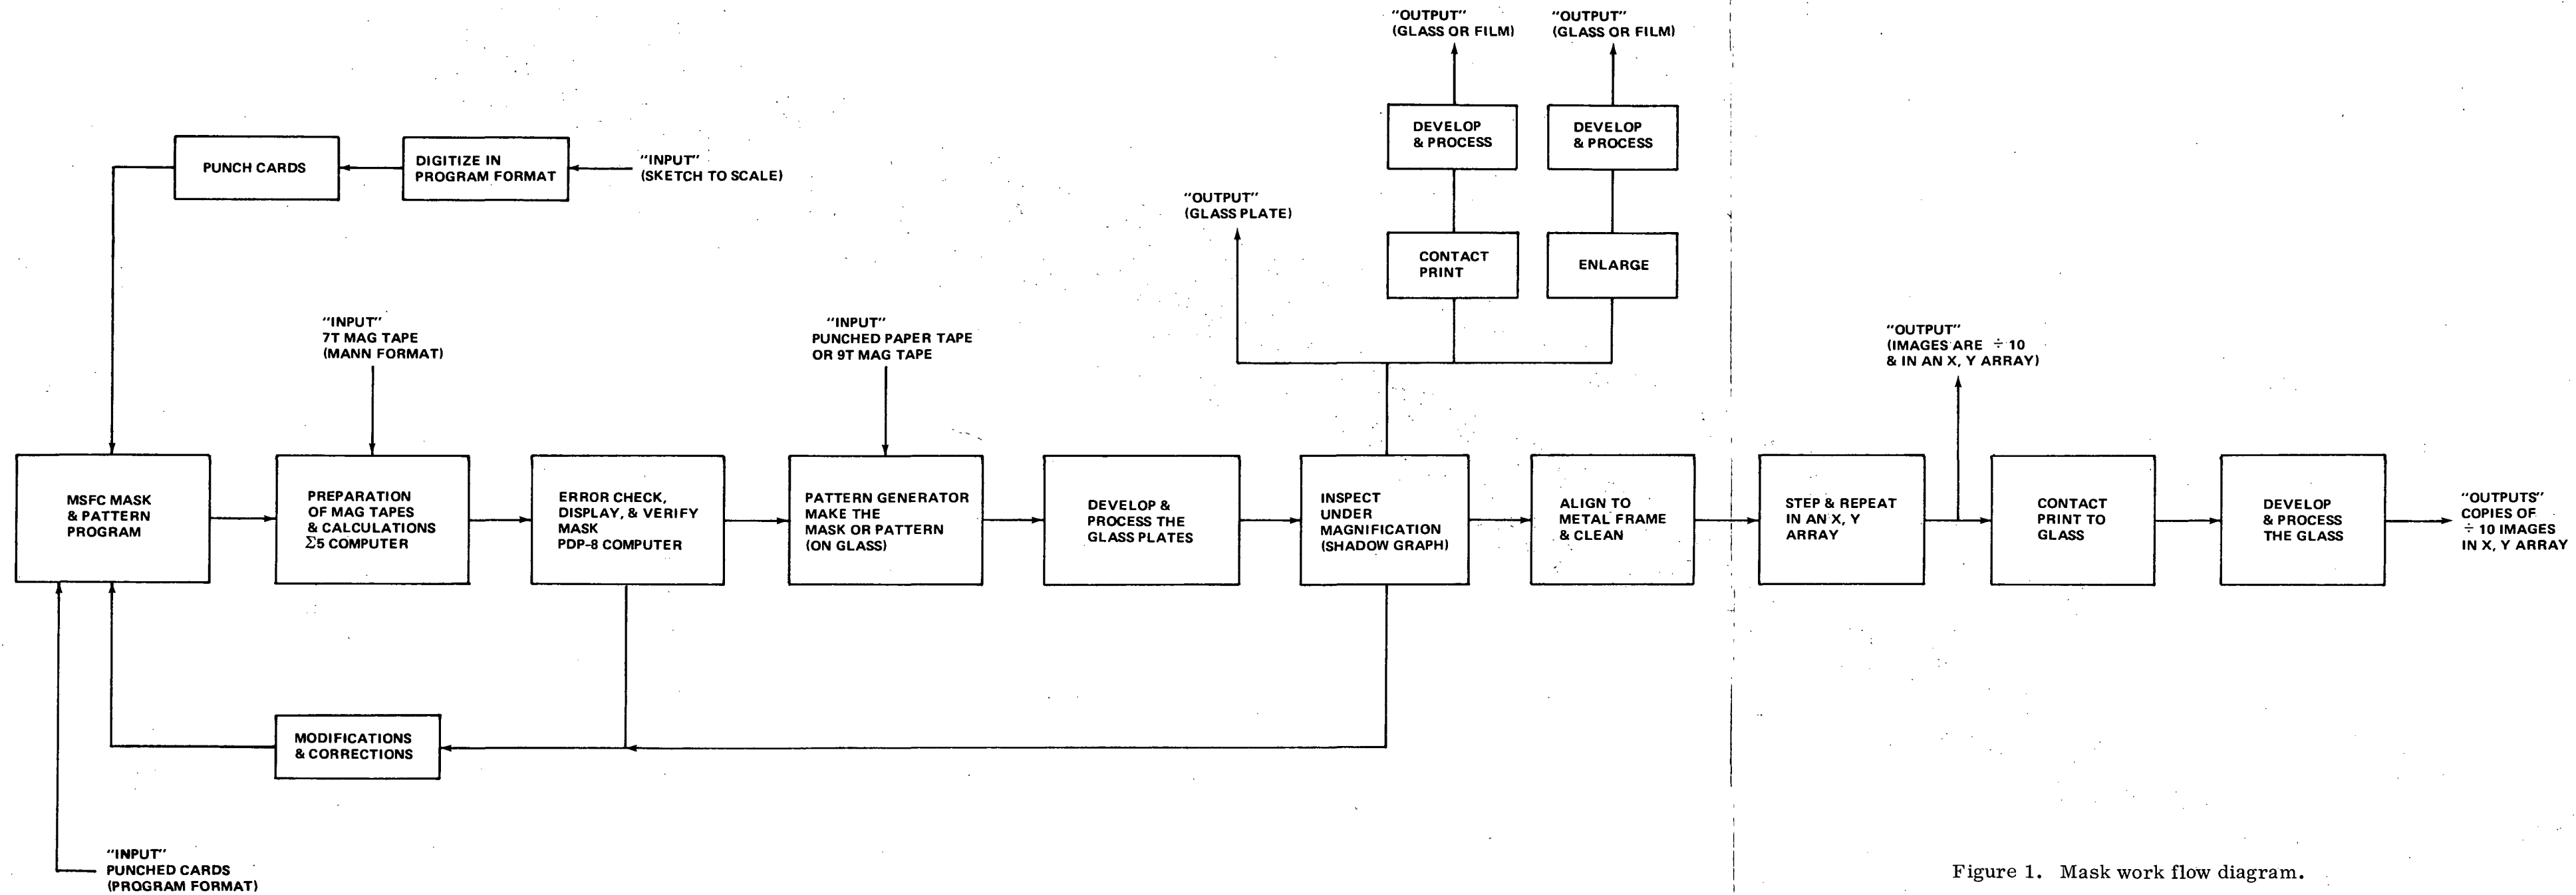 "OUTPUT"
(GLASS OR FILM)
"OUTPUT"
(GLASS OR FILM)
DEVELOP
& PROCESS
DEVELOP
& PROCESS
PUNCH CARDS
DIGITIZE IN
PROGRAM FORMAT
"INPUT"
(SKETCH TO SCALE)
"OUTPUT"
(GLASS PLATE)
CONTACT
PRINT
ENLARGE
"INPUT"
7T MAG TAPE
(MANN FORMAT)
"INPUT"
PUNCHED PAPER TAPE
OR 9T MAG TAPE
"OUTPUT"
(IMAGES ARE ÷ 10
& IN AN X, Y ARRAY)
MSFC MASK
& PATTERN
PROGRAM
PREPARATION
OF MAG TAPES
& CALCULATIONS
Σ5 COMPUTER
ERROR CHECK,
DISPLAY, & VERIFY
MASK
PDP-8 COMPUTER
PATTERN GENERATOR
MAKE THE
MASK OR PATTERN
(ON GLASS)
DEVELOP &
PROCESS THE
GLASS PLATES
INSPECT
UNDER
MAGNIFICATION
(SHADOW GRAPH)
ALIGN TO
METAL FRAME
& CLEAN
STEP & REPEAT
IN AN X, Y
ARRAY
CONTACT
PRINT TO
GLASS
DEVELOP
& PROCESS
THE GLASS
"OUTPUTS"
COPIES OF
÷ 10 IMAGES
IN X, Y ARRAY
MODIFICATIONS
& CORRECTIONS
"INPUT"
PUNCHED CARDS
(PROGRAM FORMAT)
Figure 1. Mask work flow diagram.